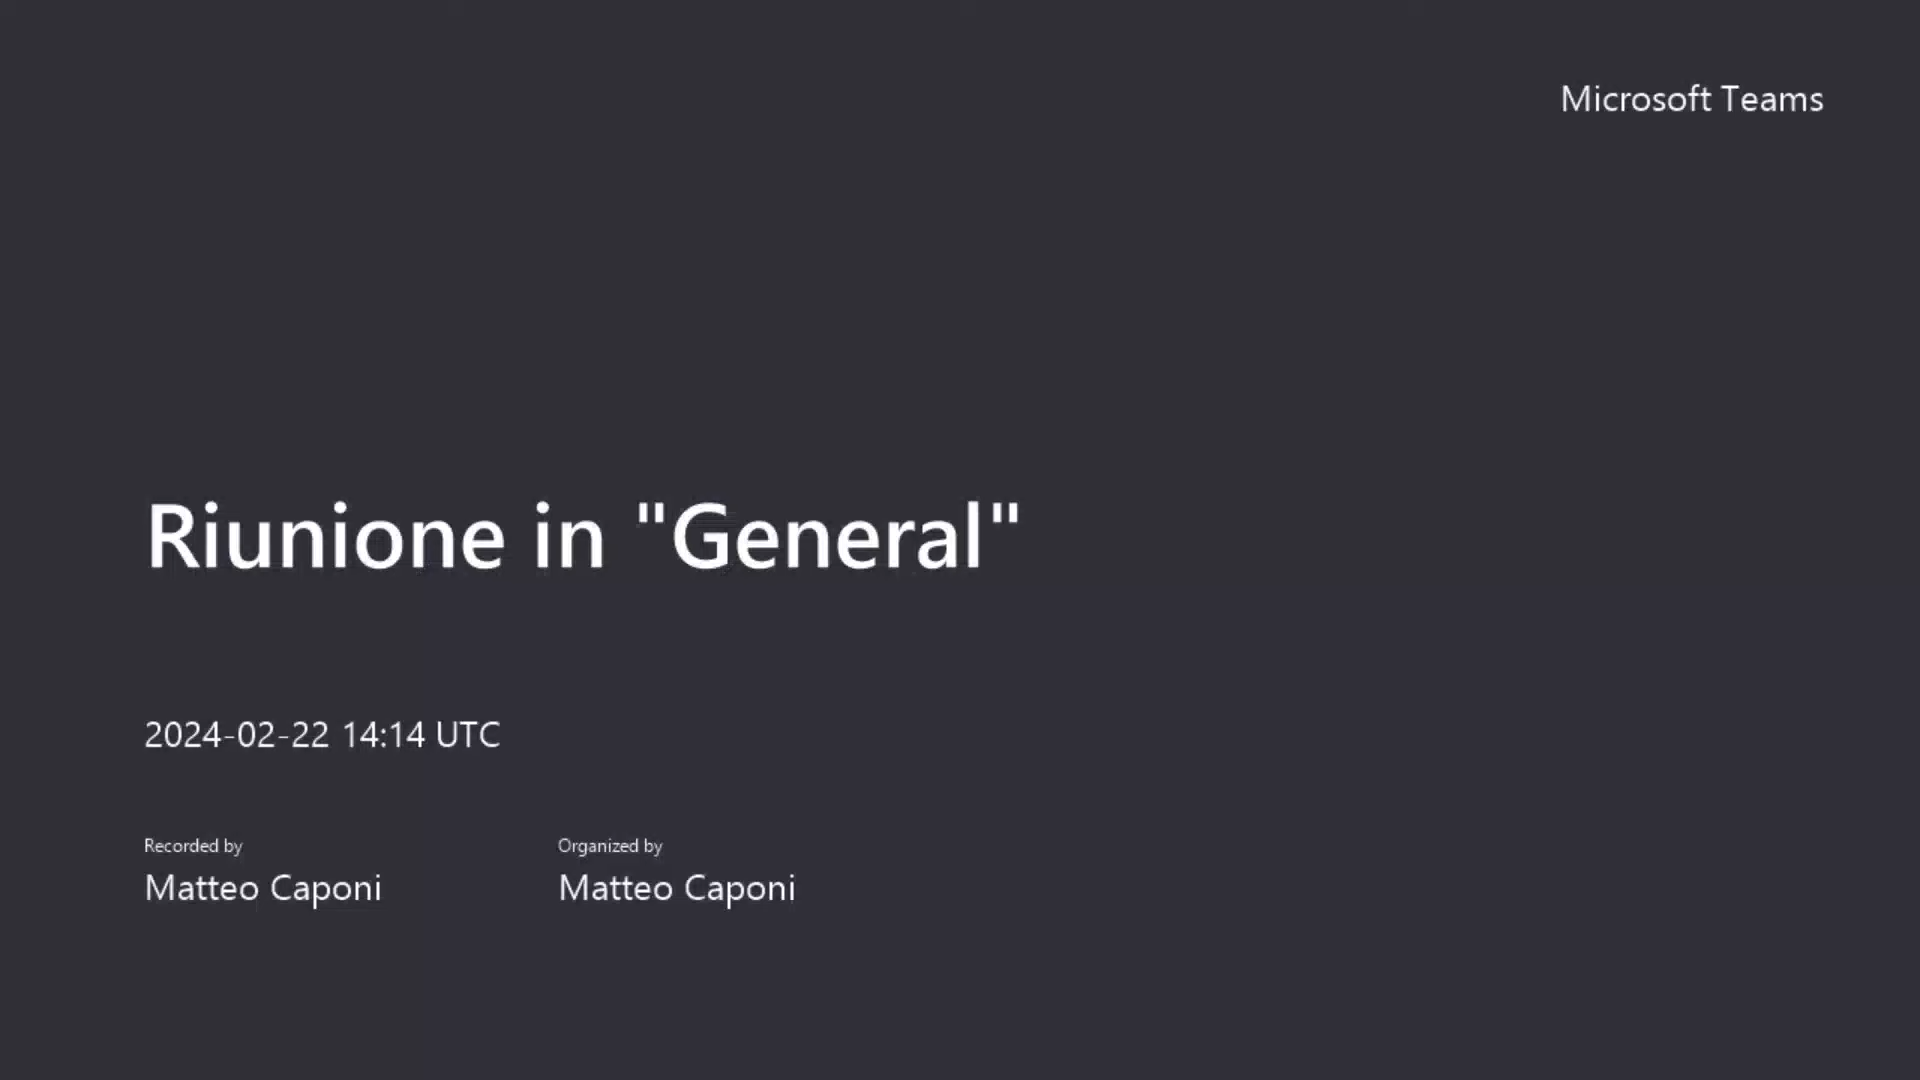 Microsoft Teams
Riunione in "General"
2024-02-22 14:14 UTC
Recorded by
Matteo Caponi
Organized by
Matteo Caponi